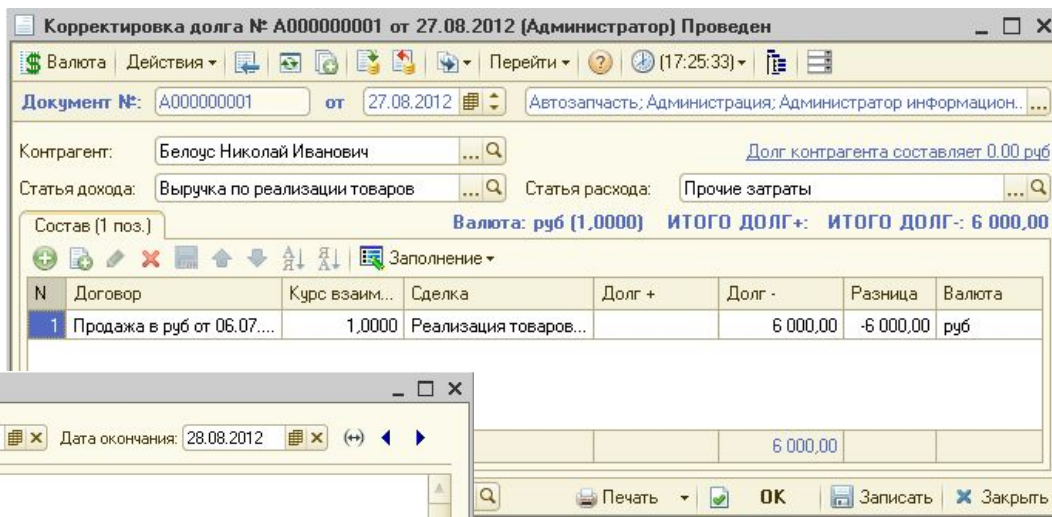 Корректировка долга № А000000001 от 27.08.2012 (Администратор) Проведен
Валюта Действия Перейти (17:25:33)
Документ №: А000000001 от 27.08.2012 Автозапчасть; Администрация; Администратор информацион.. ...
Контрагент: Белоус Николай Иванович ... Долг контрагента составляет 0.00 руб
Статья дохода: Выручка по реализации товаров ... Статья расхода: Прочие затраты ...
Состав (1 поз.) Валюта: руб (1,0000) ИТОГО ДОЛГ+: ИТОГО ДОЛГ-: 6 000,00
Заполнение
N Договор Курс взаим... Сделка Долг + Долг - Разница Валюта
1 Продажа в руб от 06.07.... 1,0000 Реализация товаров... 6 000,00 -6 000,00 руб
Дата окончания: 28.08.2012
6 000,00
Печать OK Записать Закрыть